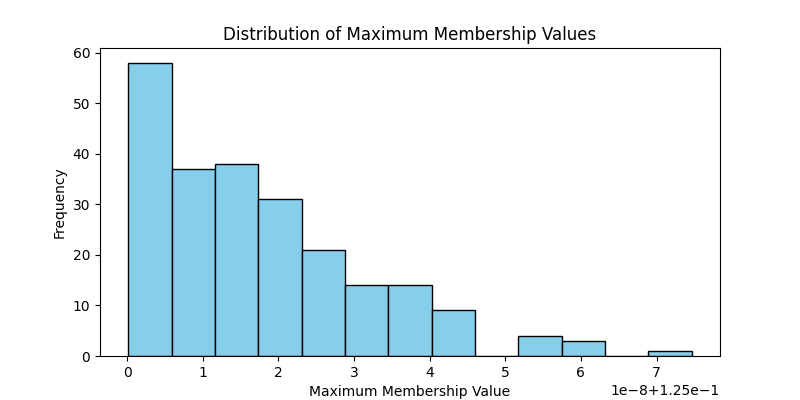 Distribution of Maximum Membership Values
60
50
40
30
20
10
0
Frequency
0 1 2 3 4 5 6 7
Maximum Membership Value
1e−8+1.25e−1